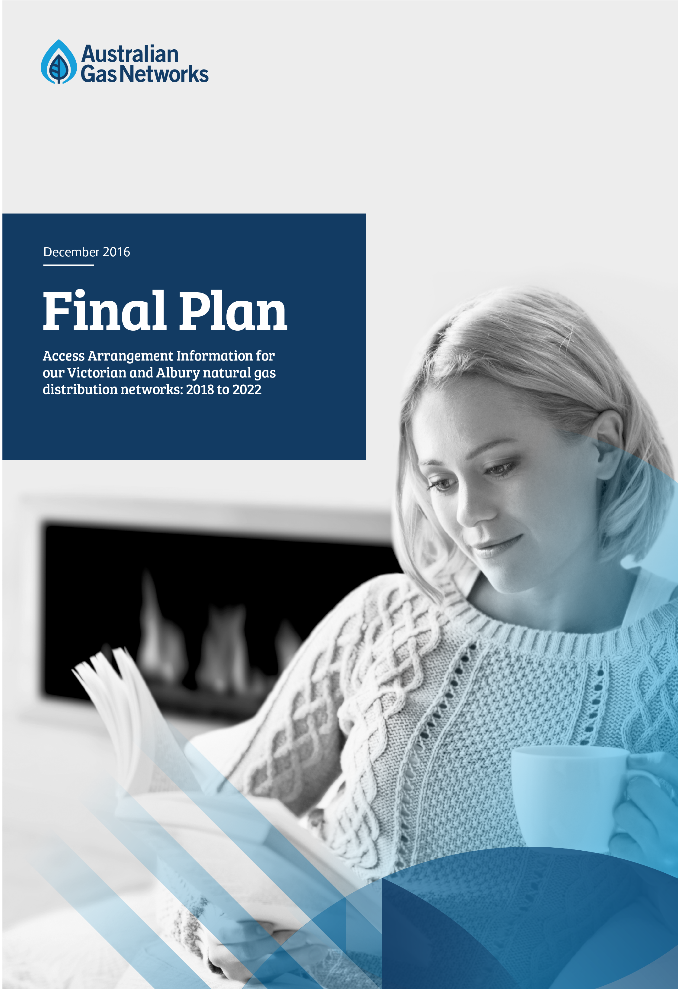 Australian
Gas Networks
December 2016
Final Plan
Access Arrangement Information for
our Victorian and Albury natural gas
distribution networks: 2018 to 2022